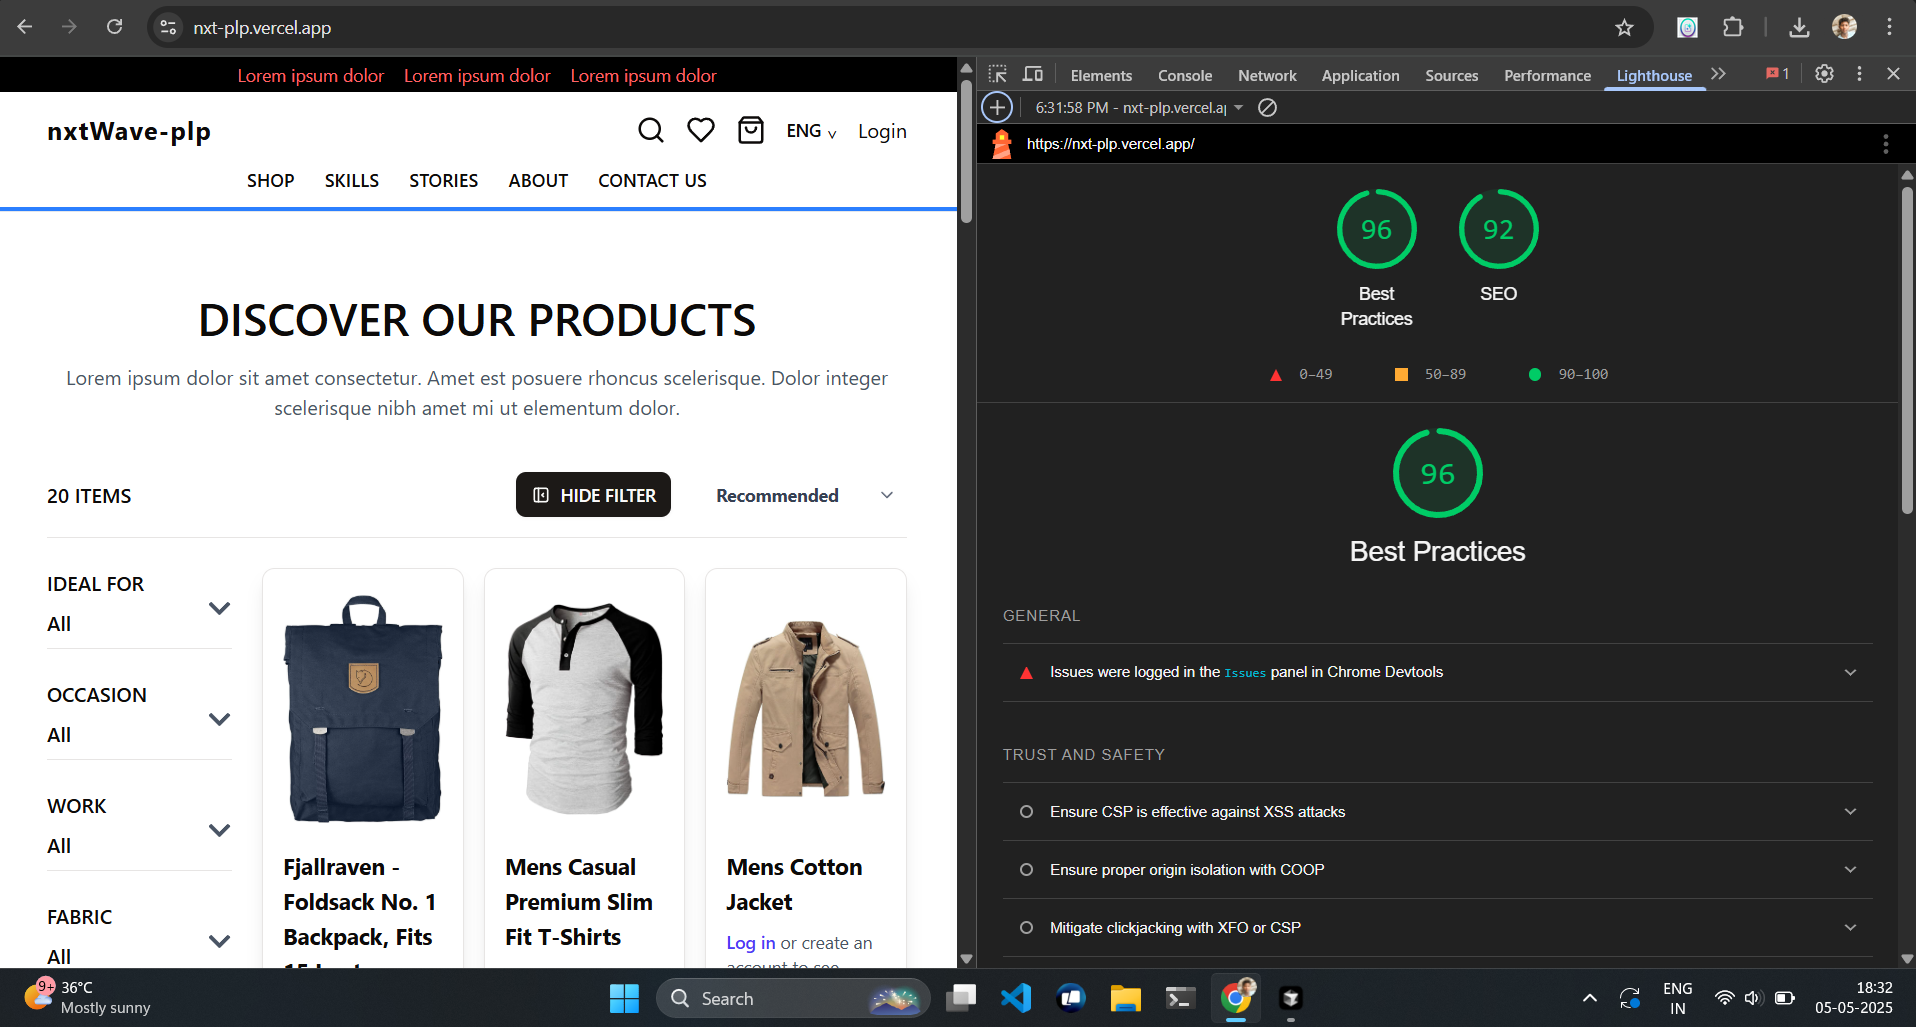 nxt-plp.vercel.app
Lorem ipsum dolor Lorem ipsum dolor Lorem ipsum dolor
nxtWave-plp
ENG
Login
SHOP SKILLS STORIES ABOUT CONTACT US
DISCOVER OUR PRODUCTS
Lorem ipsum dolor sit amet consectetur. Amet est posuere rhoncus scelerisque. Dolor integer
scelerisque nibh amet mi ut elementum dolor.
20 ITEMS
HIDE FILTER
Recommended
IDEAL FOR
All
OCCASION
All
WORK
All
FABRIC
All
Fjallraven -
Foldsack No. 1
Backpack, Fits
Mens Casual
Premium Slim
Fit T-Shirts
Mens Cotton
Jacket
Log in or create an
account to see
Elements Console Network Application Sources Performance Lighthouse
1
6:31:58 PM - nxt-plp.vercel.a
https://nxt-plp.vercel.app/
96
Best
Practices
92
SEO
0–49 50–89 90–100
96
Best Practices
GENERAL
Issues were logged in the Issues panel in Chrome Devtools
TRUST AND SAFETY
Ensure CSP is effective against XSS attacks
Ensure proper origin isolation with COOP
Mitigate clickjacking with XFO or CSP
9+
36°C
Mostly sunny
Search
ENG
IN
18:32
05-05-2025